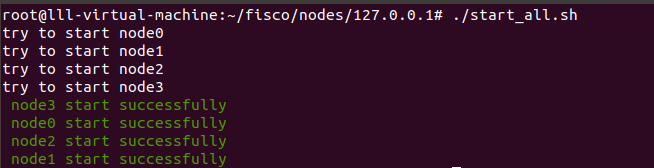 root@lll-virtual-machine:~/fisco/nodes/127.0.0.1# ./start_all.sh
try to start node0
try to start node1
try to start node2
try to start node3
node3 start successfully
node0 start successfully
node2 start successfully
node1 start successfully